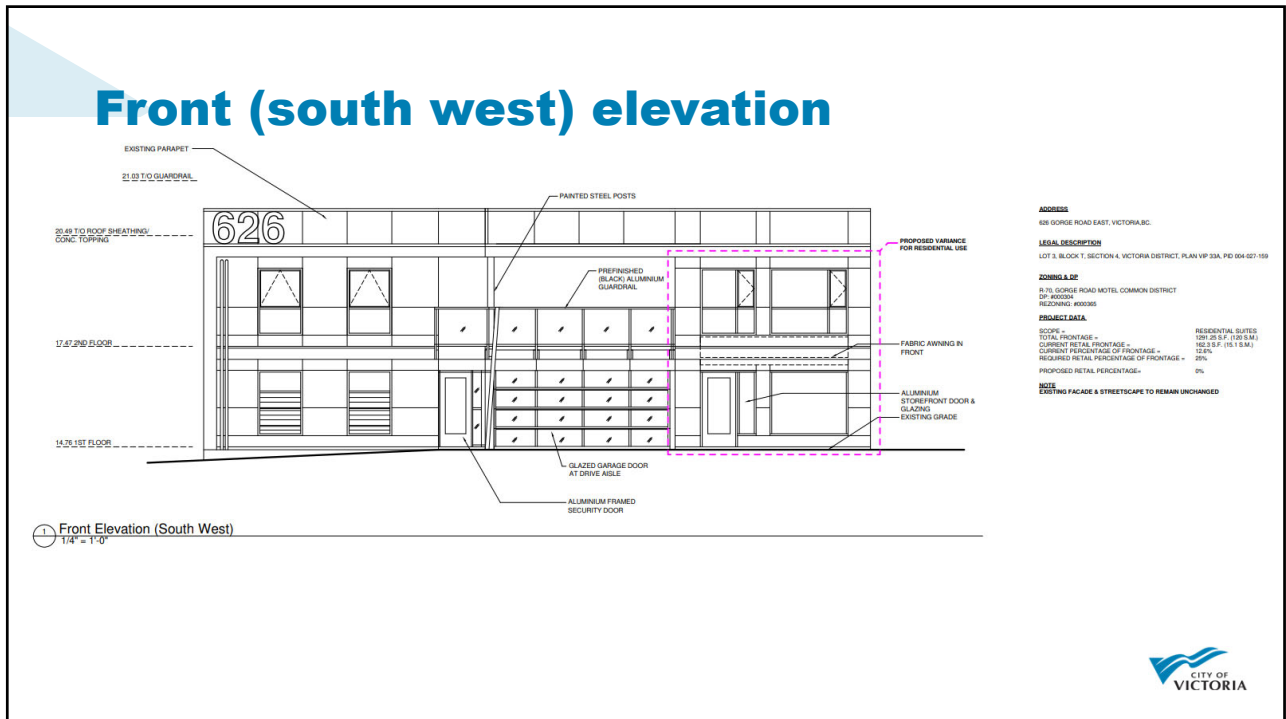 Front (south west) elevation
EXISTING PARAPET
21.03 T/O GUARDRAIL
PAINTED STEEL POSTS
626
20.49 T/O ROOF SHEATHING/
CONC. TOPPING
PROPOSED VARIANCE
FOR RESIDENTIAL USE
PREFINISHED
(BLACK) ALUMINIUM
GUARDRAIL
17.47 2ND FLOOR
FABRIC AWNING IN
FRONT
ALUMINIUM
STOREFRONT DOOR &
GLAZING
EXISTING GRADE
14.76 1ST FLOOR
GLAZED GARAGE DOOR
AT DRIVE AISLE
ALUMINIUM FRAMED
SECURITY DOOR
1 Front Elevation (South West)
1/4" = 1'-0"
ADDRESS
626 GORGE ROAD EAST, VICTORIA,BC.
LEGAL DESCRIPTION
LOT 3, BLOCK T, SECTION 4, VICTORIA DISTRICT, PLAN VIP 33A, PID 004-027-159
ZONING & DP
R-70, GORGE ROAD MOTEL COMMON DISTRICT
DP: #000304
REZONING: #000365
PROJECT DATA
SCOPE = RESIDENTIAL SUITES
TOTAL FRONTAGE = 1291.25 S.F. (120 S.M.)
CURRENT RETAIL FRONTAGE = 162.3 S.F. (15.1 S.M.)
CURRENT PERCENTAGE OF FRONTAGE = 12.6%
REQUIRED RETAIL PERCENTAGE OF FRONTAGE = 25%
PROPOSED RETAIL PERCENTAGE= 0%
NOTE
EXISTING FACADE & STREETSCAPE TO REMAIN UNCHANGED
CITY OF
VICTORIA